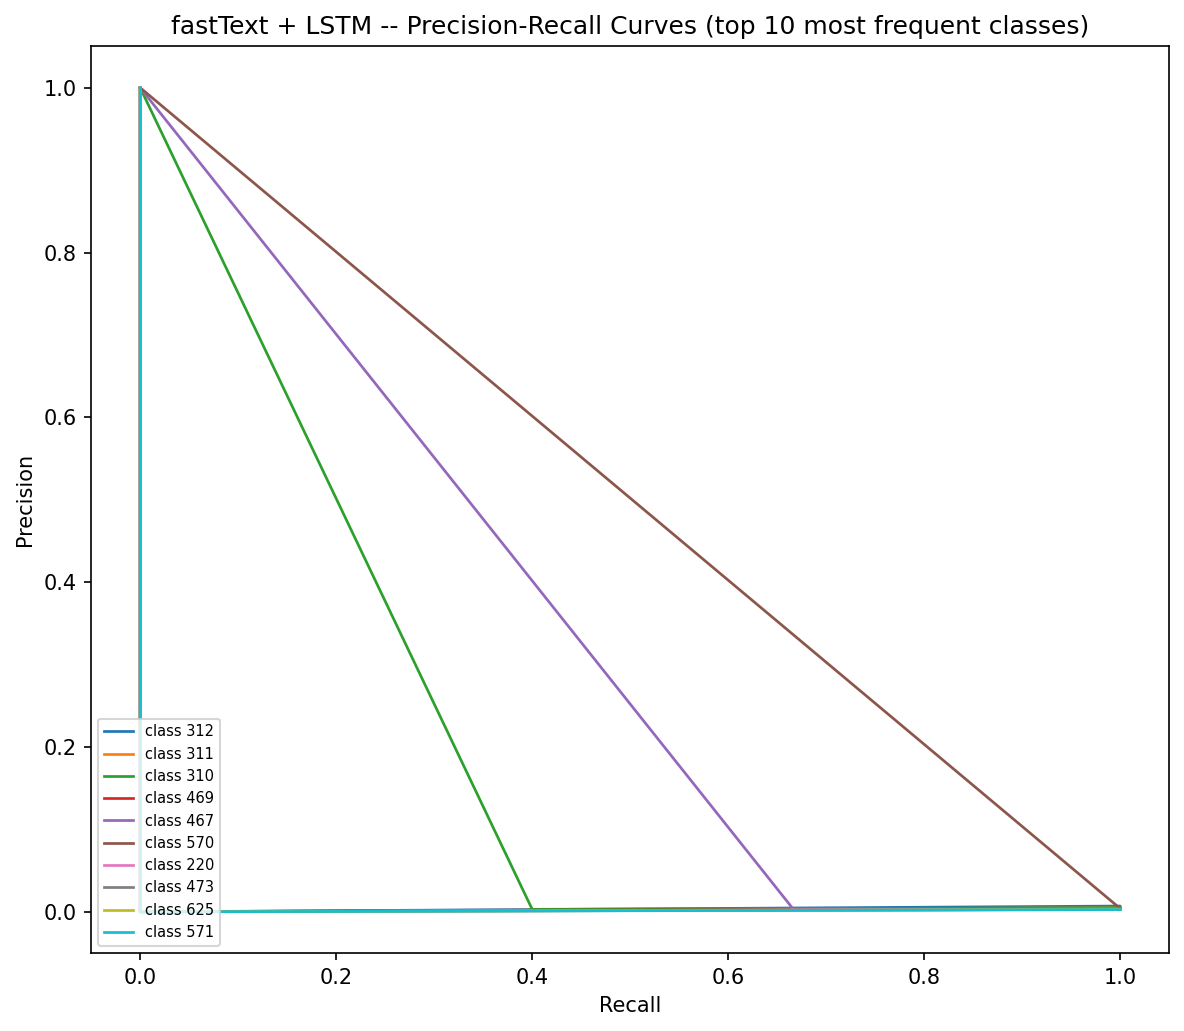 fastText + LSTM -- Precision-Recall Curves (top 10 most frequent classes)
Precision
1.0
0.8
0.6
0.4
0.2
0.0
class 312
class 311
class 310
class 469
class 467
class 570
class 220
class 473
class 625
class 571
0.0 0.2 0.4 0.6 0.8 1.0
Recall